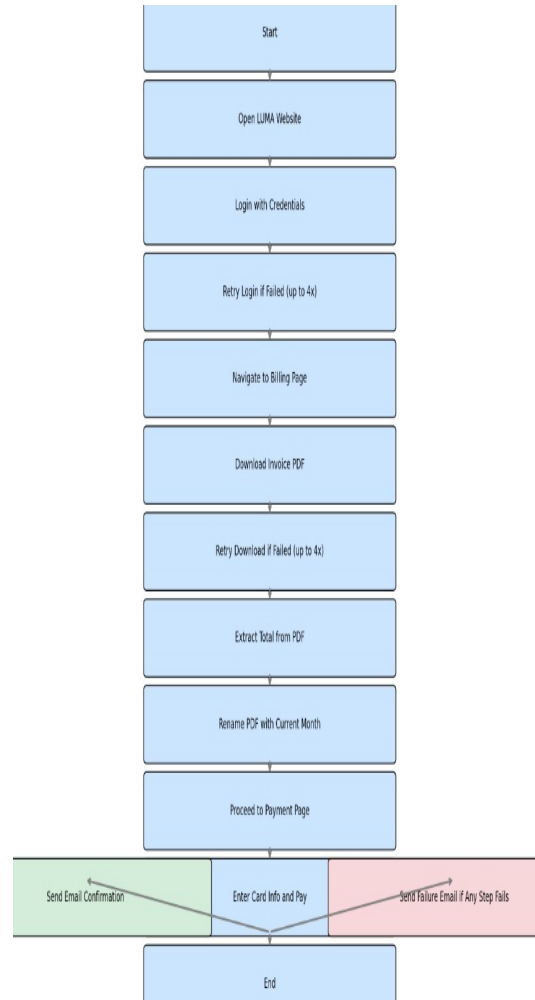 Start
Open LUMA Website
Login with Credentials
Retry Login if Failed (up to 4x)
Navigate to Billing Page
Download Invoice PDF
Retry Download if Failed (up to 4x)
Extract Total from PDF
Rename PDF with Current Month
Proceed to Payment Page
Send Email Confirmation
Enter Card Info and Pay
Send Failure Email if Any Step Fails
End